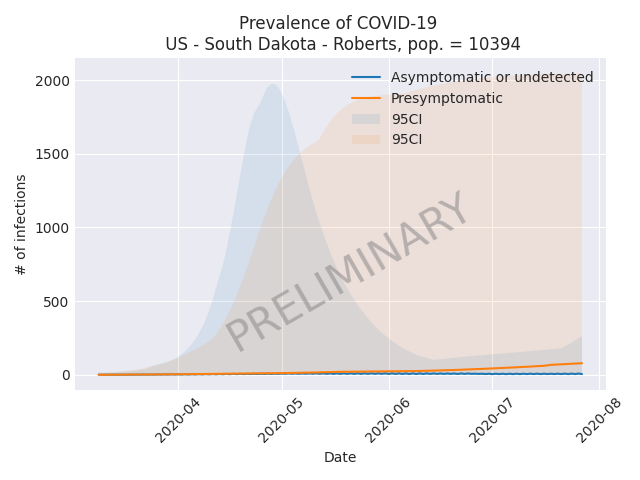 Prevalence of COVID-19
US - South Dakota - Roberts, pop. = 10394
Asymptomatic or undetected
Presymptomatic
95CI
95CI
PRELIMINARY
# of infections
2000
1500
1000
500
0
2020-04
2020-05
2020-06
2020-07
2020-08
Date